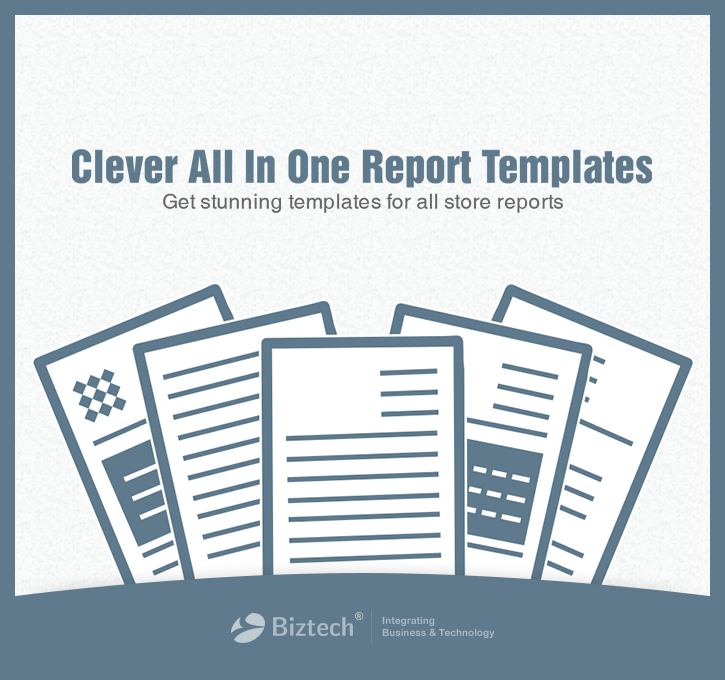 Clever All In One Report Templates
Get stunning templates for all store reports
Biztech®
Integrating
Business & Technology